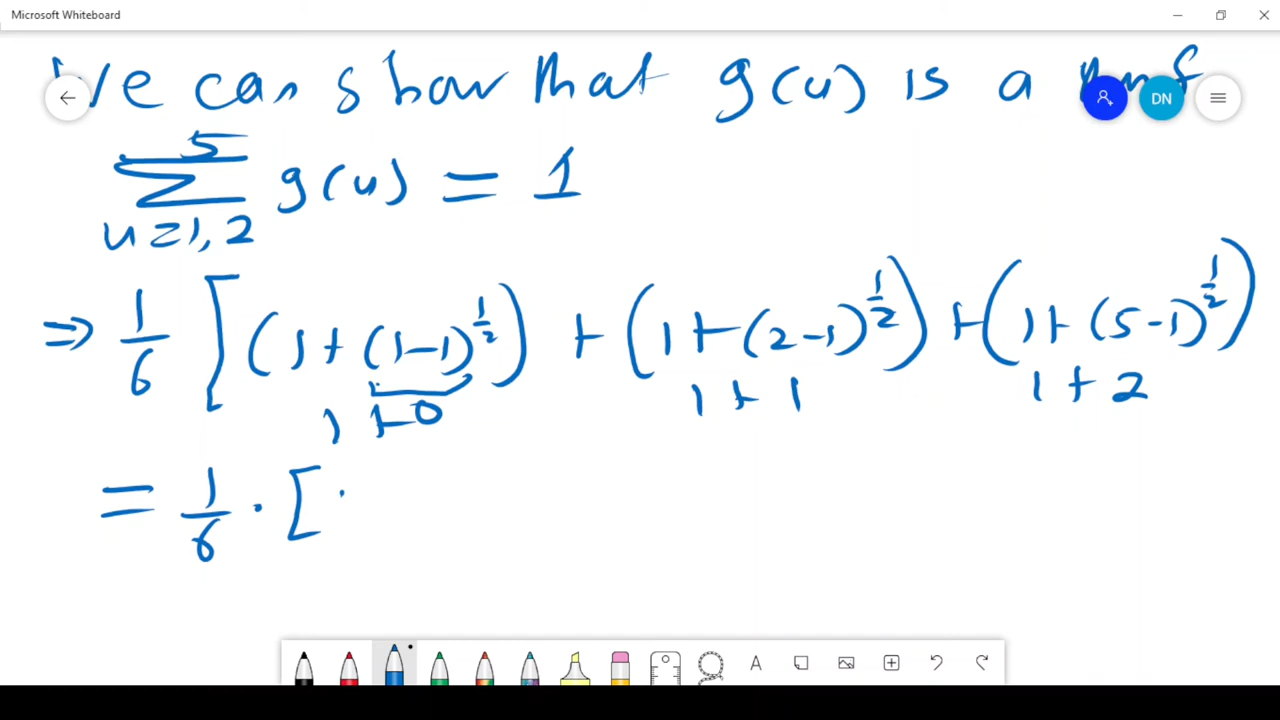 Microsoft Whiteboard
We can show that g(u) is a pmf
DN
5
∑ g(u) = 1
u=1,2
⇒ 1/6 [(1+(1-1)^1/2) + (1+(2-1)^1/2) + (1+(5-1)^1/2)
1+0 1+1 1+2
= 1/6 · [
A